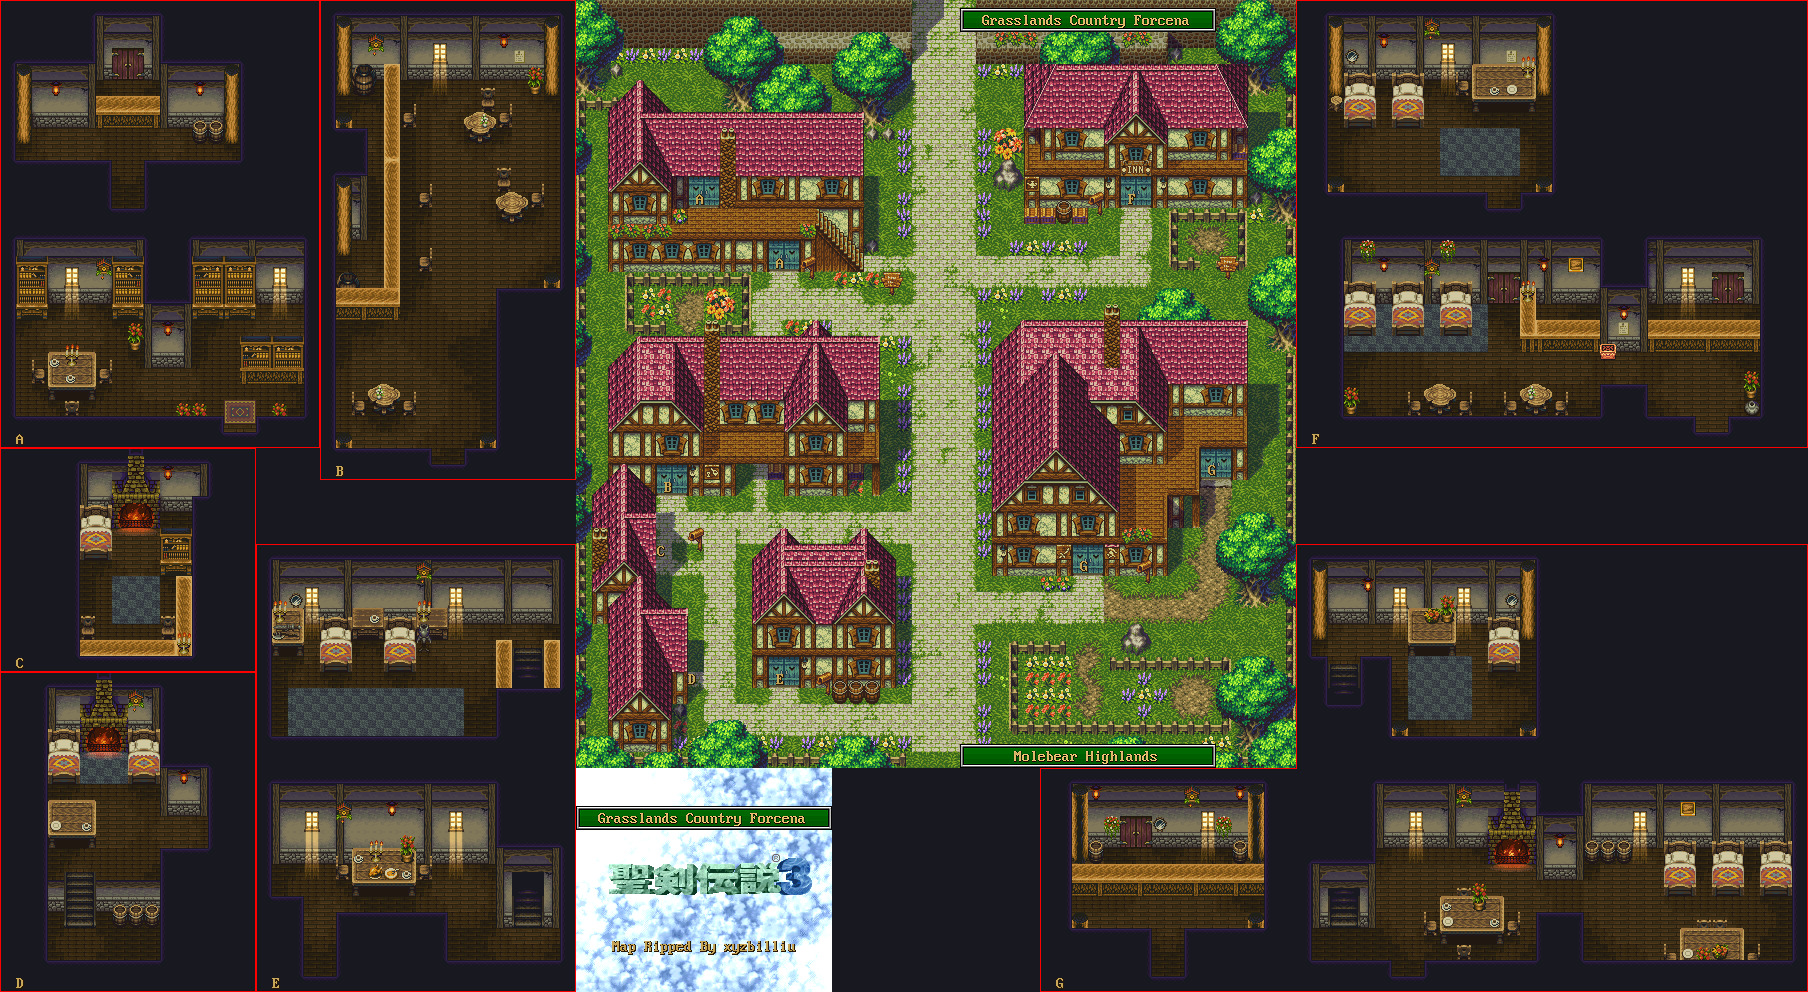 Grasslands Country Forcena
INN
A
F
A
A
B
F
G
B
C
C
G
D
E
Molebear Highlands
Grasslands Country Forcena
聖剣伝説3
®
Map Ripped By xyzbilliu
D
E
G